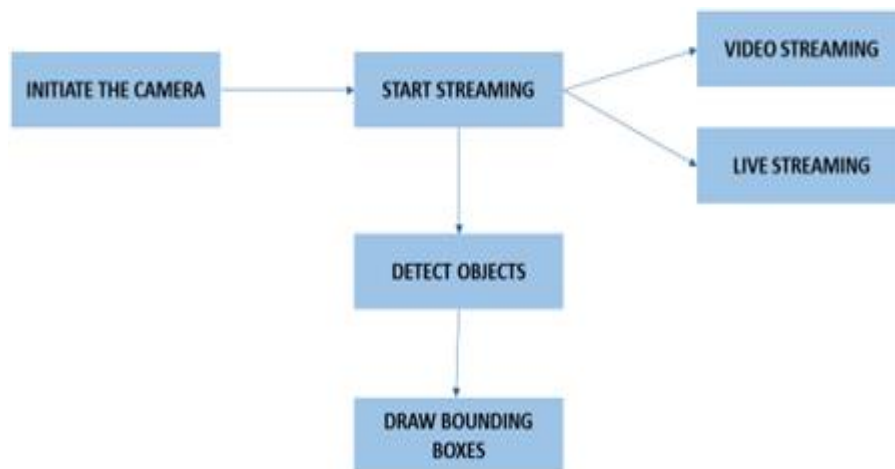 VIDEO STREAMING
INITIATE THE CAMERA
START STREAMING
LIVE STREAMING
DETECT OBJECTS
DRAW BOUNDING
BOXES